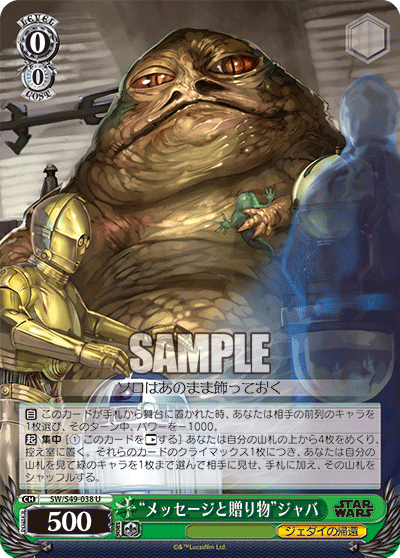 LEVEL
0
0
COST
SAMPLE
ソロはあのまま飾っておく
自 このカードが手札から舞台に置かれた時、あなたは相手の前列のキャラを
1枚選び、そのターン中、パワーを－1000。
起 集中 ［このカードを する］ あなたは自分の山札の上から4枚をめくり、
控え室に置く。それらのカードのクライマックス1枚につき、あなたは自分の
山札を見て緑のキャラを1枚まで選んで相手に見せ、手札に加え、その山札を
シャッフルする。
CH SW/S49-038 U
POWER
500
“メッセージと贈り物”ジャバ
STAR WARS
ジェダイの帰還
©&™Lucasfilm Ltd.